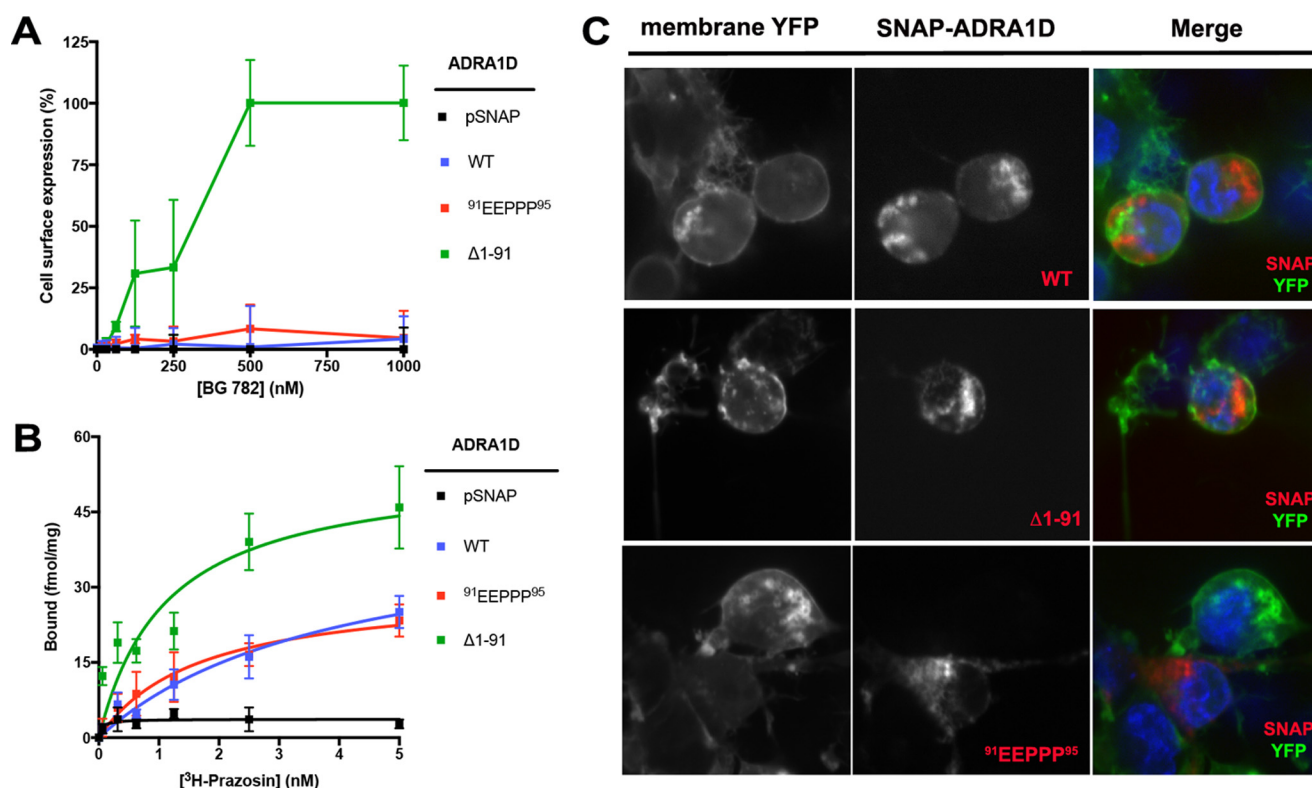 A
Cell surface expression (%)
125
100
75
50
25
0
0
250
500
750
1000
[BG 782] (nM)
ADRA1D
pSNAP
WT
⁹¹EEPPP⁹⁵
Δ1-91
B
Bound (fmol/mg)
60
45
30
15
0
0
1
2
3
4
5
[³H-Prazosin] (nM)
ADRA1D
pSNAP
WT
⁹¹EEPPP⁹⁵
Δ1-91
C
membrane YFP
SNAP-ADRA1D
Merge
WT
SNAP
YFP
Δ1-91
SNAP
YFP
⁹¹EEPPP⁹⁵
SNAP
YFP